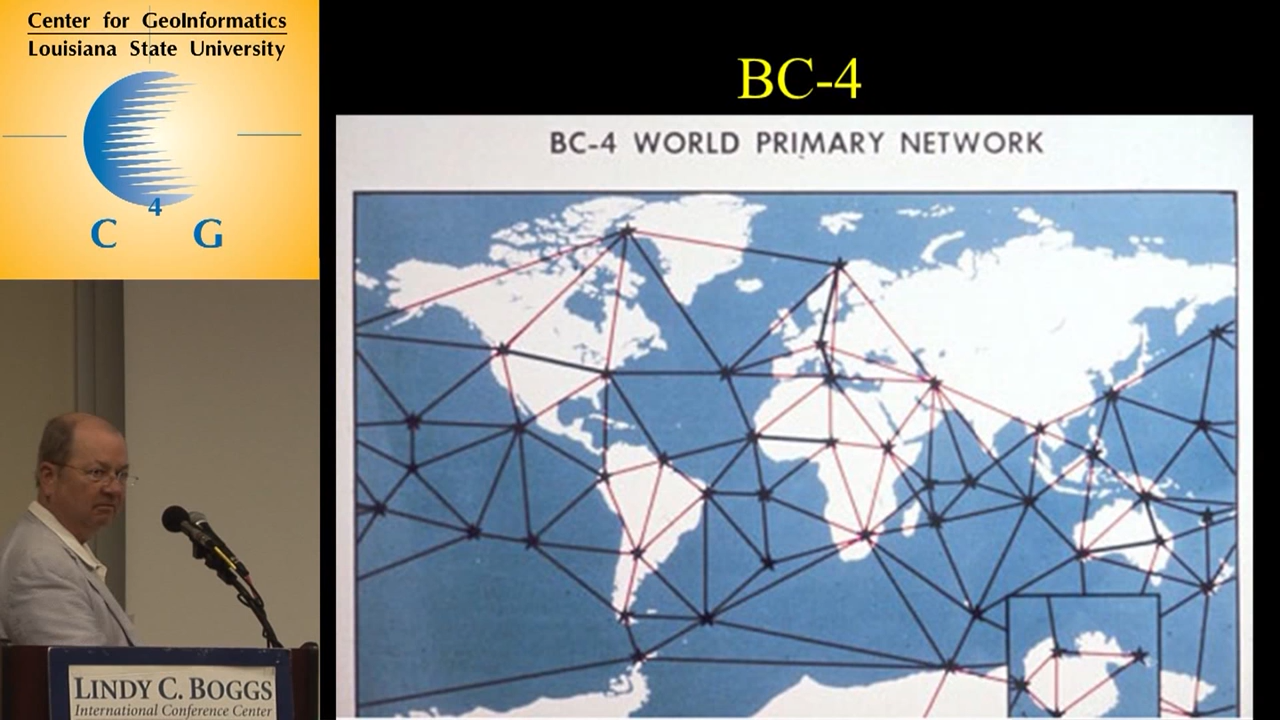 Center for GeoInformatics
Louisiana State University
C 4 G
BC-4
BC-4 WORLD PRIMARY NETWORK
LINDY C. BOGGS
International Conference Center